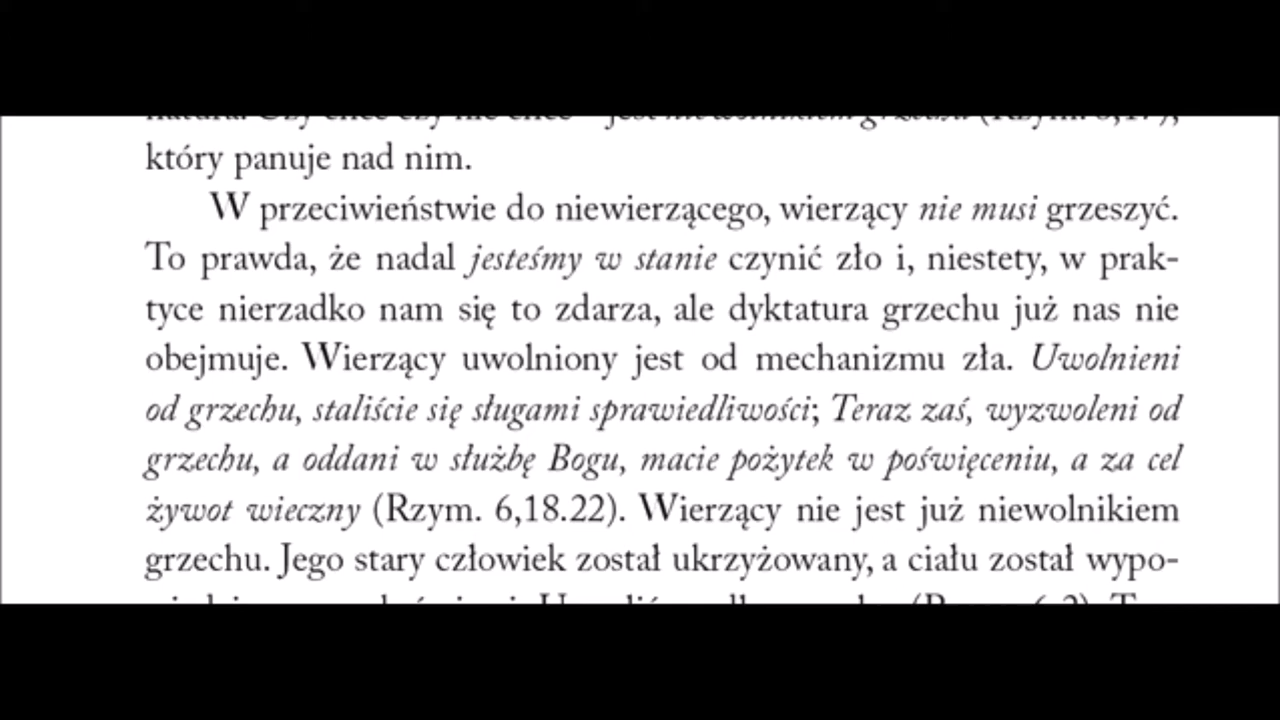 który panuje nad nim.
W przeciwieństwie do niewierzącego, wierzący nie musi grzeszyć.
To prawda, że nadal jesteśmy w stanie czynić zło i, niestety, w prak-
tyce nierzadko nam się to zdarza, ale dyktatura grzechu już nas nie
obejmuje. Wierzący uwolniony jest od mechanizmu zła. Uwolnieni
od grzechu, staliście się sługami sprawiedliwości; Teraz zaś, wyzwoleni od
grzechu, a oddani w służbę Bogu, macie pożytek w poświęceniu, a za cel
żywot wieczny (Rzym. 6,18.22). Wierzący nie jest już niewolnikiem
grzechu. Jego stary człowiek został ukrzyżowany, a ciału został wypo-